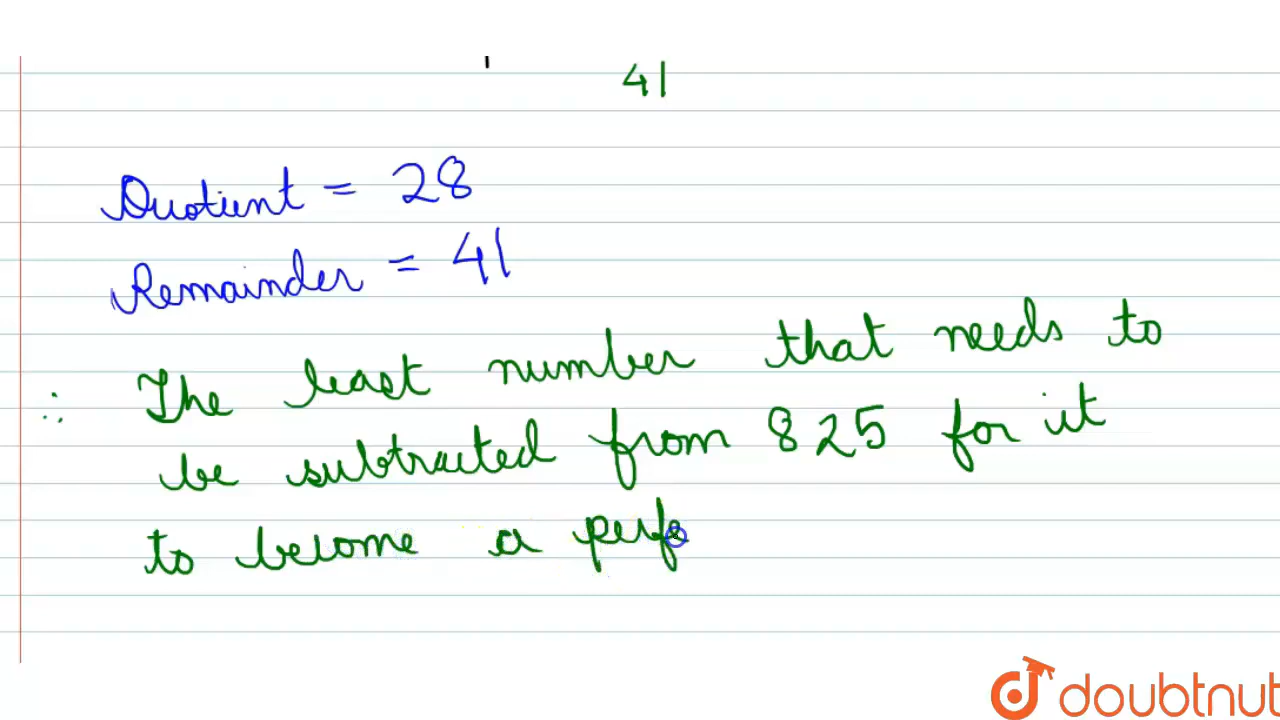 41
Quotient = 28
Remainder = 41
∴ The least number that needs to
be subtracted from 825 for it
to become a perfe
doubtnut